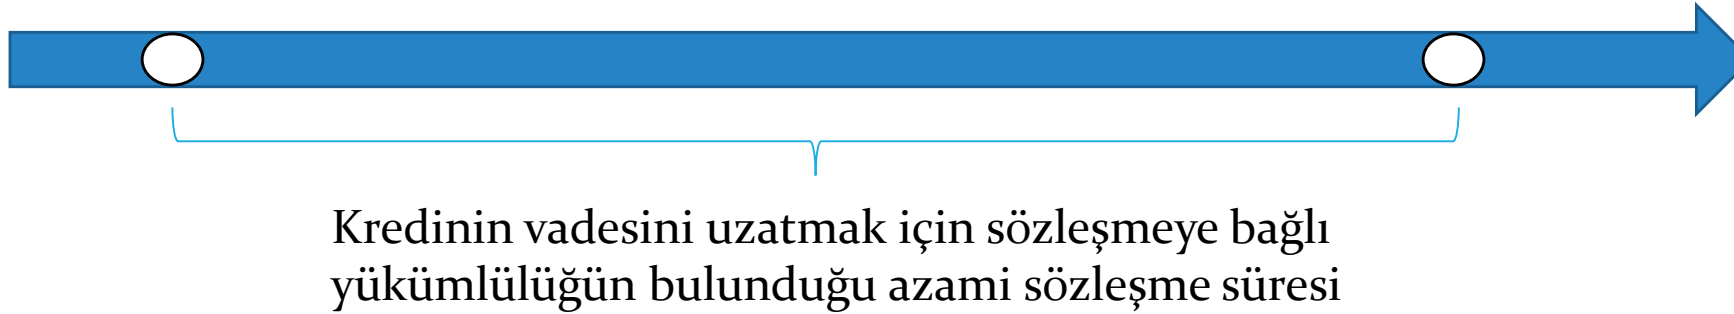 Kredinin vadesini uzatmak için sözleşmeye bağlı
yükümlülüğün bulunduğu azami sözleşme süresi